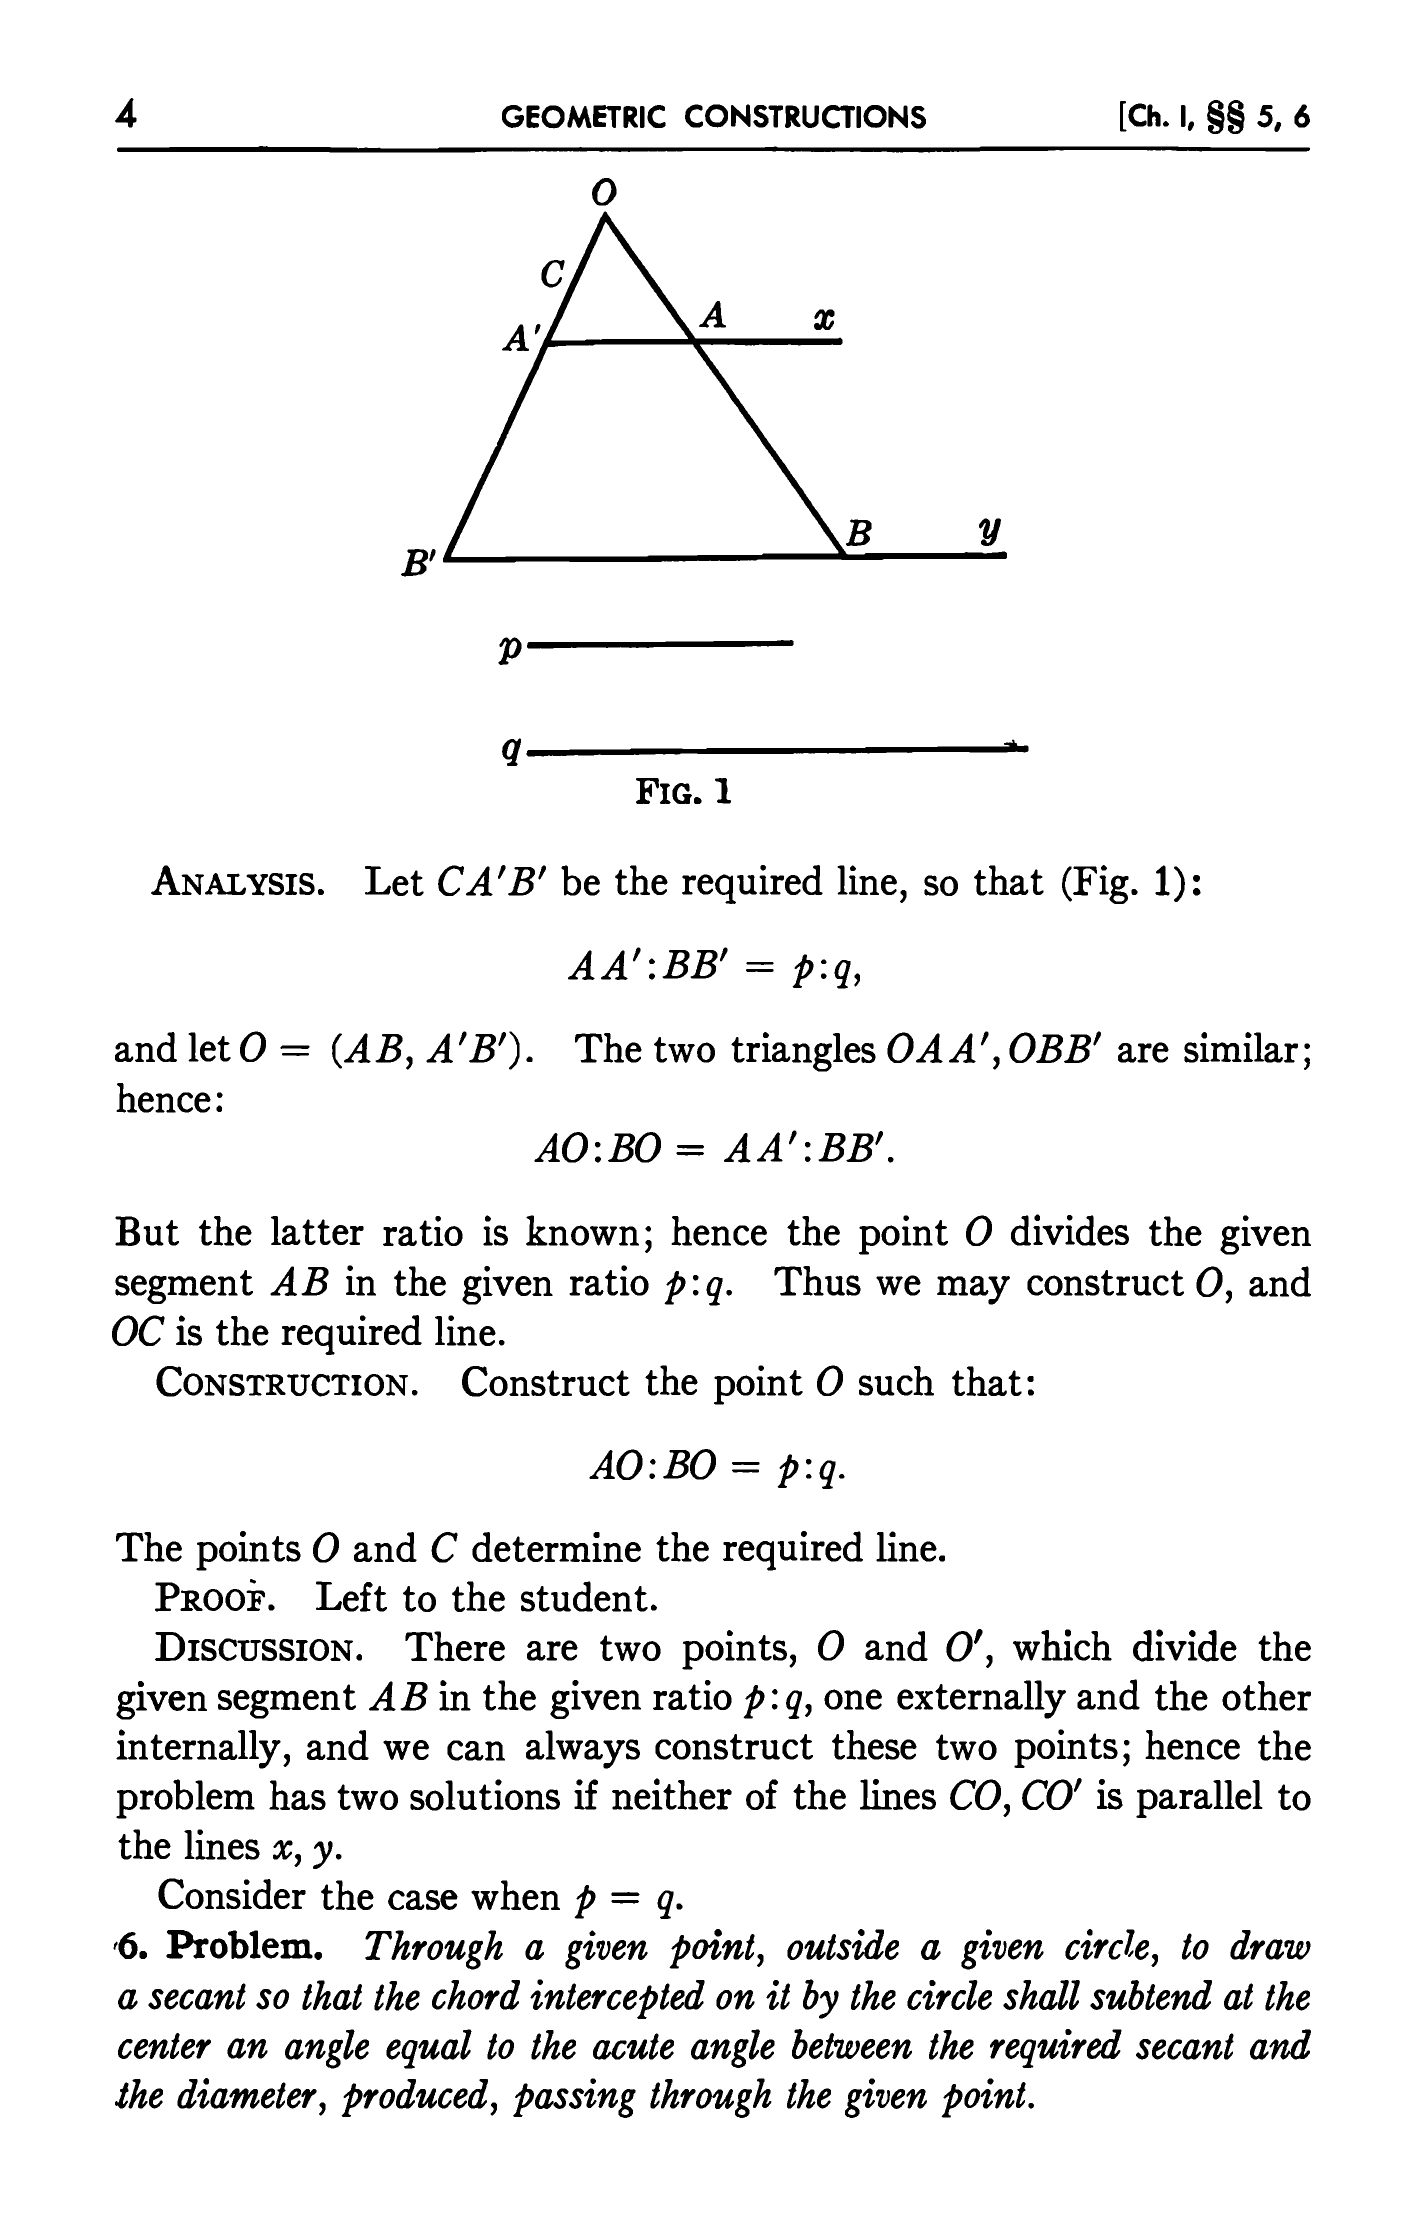 4 GEOMETRIC CONSTRUCTIONS [Ch. I, §§ 5, 6
O
C
A
x
A'
B
y
B'
p
q
FIG. 1
ANALYSIS. Let CA'B' be the required line, so that (Fig. 1):
AA':BB' = p:q,
and let O = (AB, A'B'). The two triangles OAA', OBB' are similar;
hence:
AO:BO = AA':BB'.
But the latter ratio is known; hence the point O divides the given
segment AB in the given ratio p:q. Thus we may construct O, and
OC is the required line.
CONSTRUCTION. Construct the point O such that:
AO:BO = p:q.
The points O and C determine the required line.
PROOF. Left to the student.
DISCUSSION. There are two points, O and O', which divide the
given segment AB in the given ratio p:q, one externally and the other
internally, and we can always construct these two points; hence the
problem has two solutions if neither of the lines CO, CO' is parallel to
the lines x, y.
Consider the case when p = q.
6. Problem. Through a given point, outside a given circle, to draw
a secant so that the chord intercepted on it by the circle shall subtend at the
center an angle equal to the acute angle between the required secant and
the diameter, produced, passing through the given point.